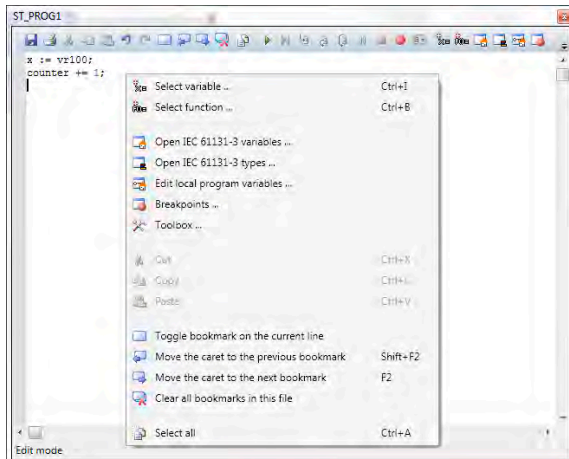 ST_PROG1
x := vr100;
counter += 1;
Select variable ... Ctrl+I
Select function ... Ctrl+B
Open IEC 61131-3 variables ...
Open IEC 61131-3 types ...
Edit local program variables ...
Breakpoints ...
Toolbox ...
Cut Ctrl+X
Copy
Paste Ctrl+V
Toggle bookmark on the current line
Move the caret to the previous bookmark Shift+F2
Move the caret to the next bookmark F2
Clear all bookmarks in this file
Select all Ctrl+A
Edit mode